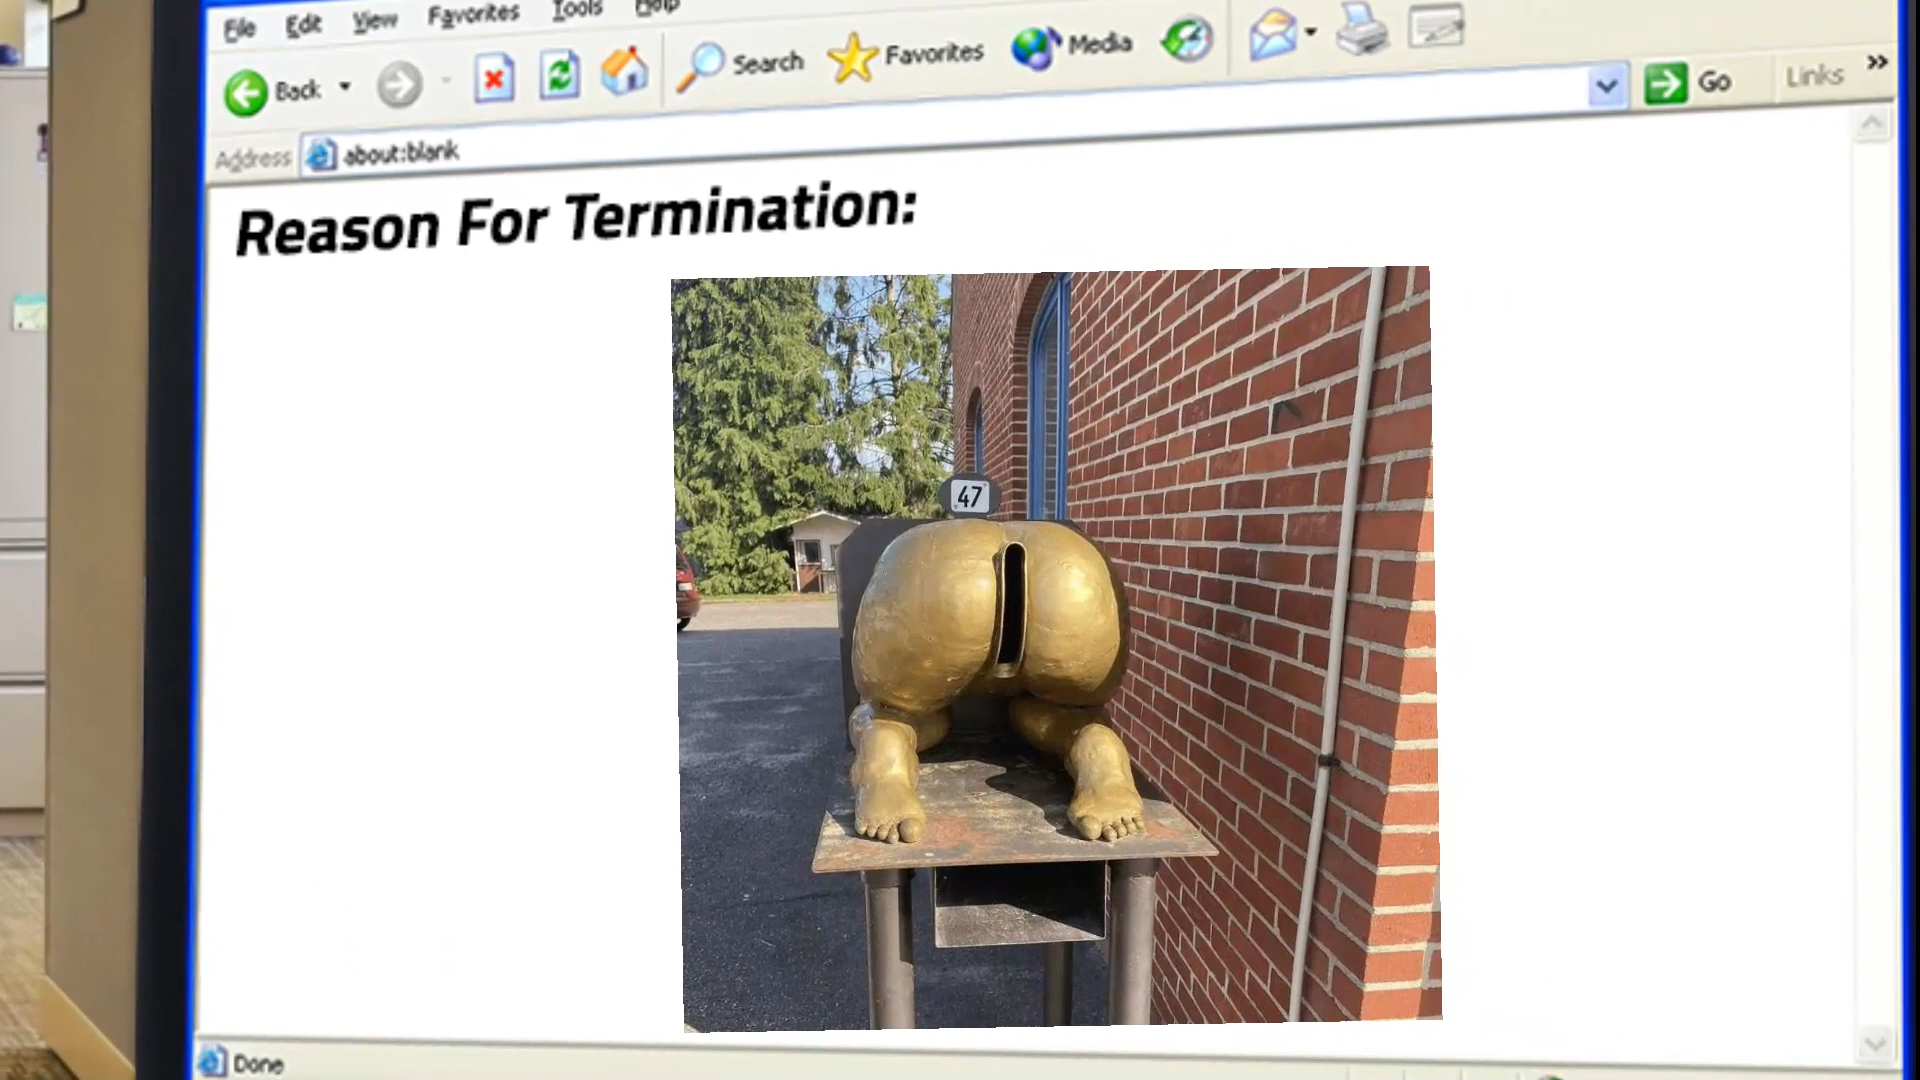 File Edit View Favorites Tools Help
Back Search Favorites Media
Address about:blank Go Links »
Reason For Termination:
47
Done